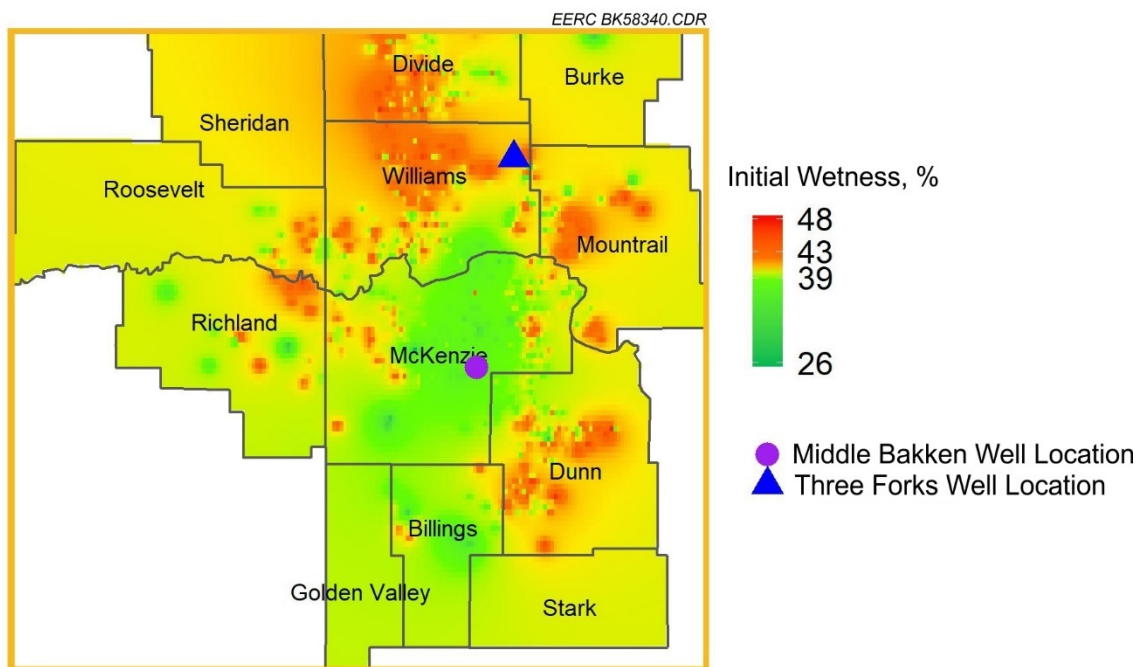 EERC BK58340.CDR
Divide
Burke
Sheridan
Williams
Roosevelt
Mountrail
Richland
McKenzie
Dunn
Billings
Golden Valley
Stark
Initial Wetness, %
48
43
39
26
Middle Bakken Well Location
Three Forks Well Location